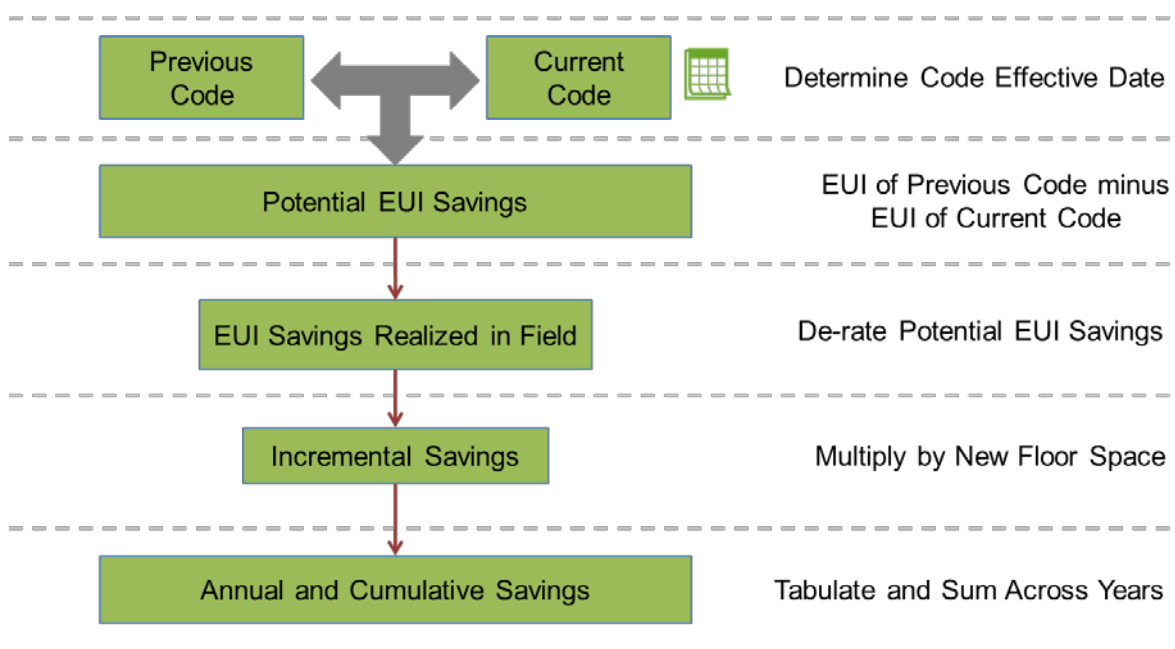 Previous
Code
Current
Code
Determine Code Effective Date
Potential EUI Savings
EUI of Previous Code minus
EUI of Current Code
EUI Savings Realized in Field
De-rate Potential EUI Savings
Incremental Savings
Multiply by New Floor Space
Annual and Cumulative Savings
Tabulate and Sum Across Years